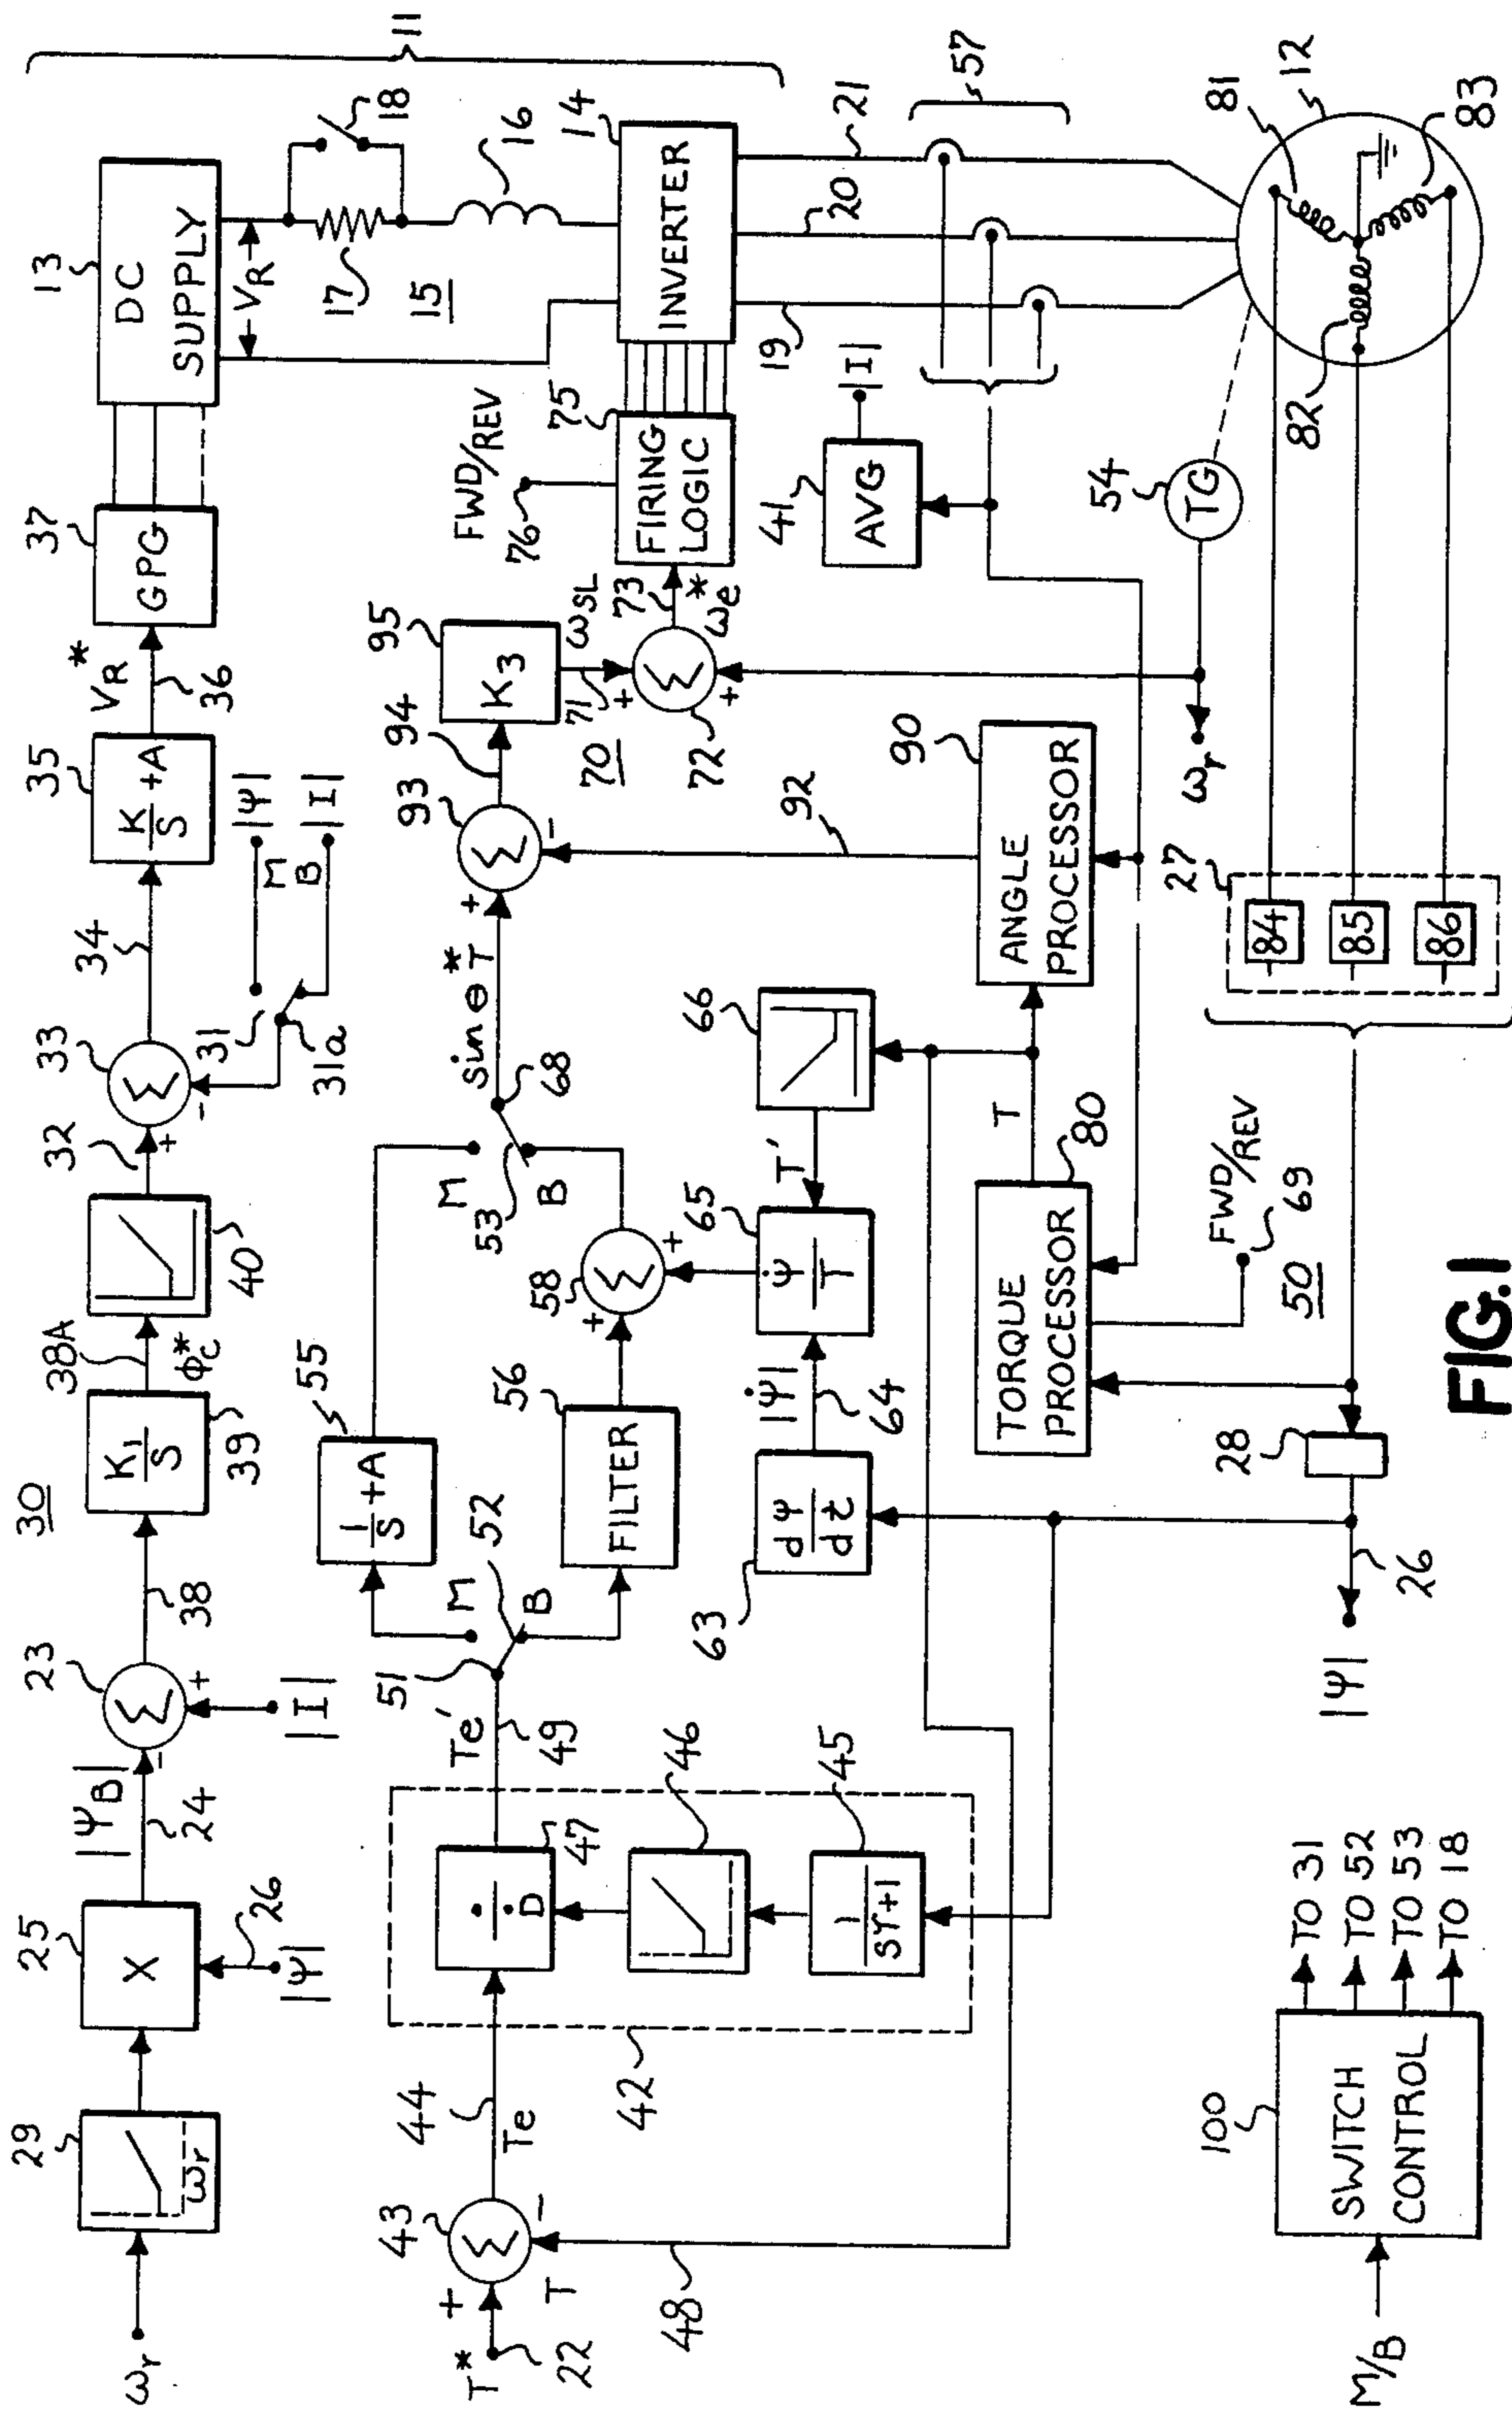 30
ωr
29
ωr
25
X
|Ψ|
26
|ΨB|
24
23
-
+
|I|
38
K1/S
39
38A
ΦC*
40
32
+
33
-
31
31a
34
|Ψ|
M
B
|I|
35
K/S +A
VR*
36
37
GPG
13
DC
SUPPLY
VR
17
15
18
16
11
T*
22
+
43
-
T
48
44
Te
42
47
÷
D
46
45
1/Sτ+1
Te'
49
51
M
52
B
55
1/S +A
56
FILTER
58
+
+
M
53
B
68
sin θT*
+
93
-
94
95
K3
71
+
ωSL
70
72
+
73
ωe*
FWD/REV
76
75
FIRING
LOGIC
14
INVERTER
63
dψ/dt
|Ψ̇|
64
65
Ψ̇/T
T'
66
92
41
AVG
|I|
19
20
21
57
TORQUE
PROCESSOR
80
T
90
ANGLE
PROCESSOR
FWD/REV
69
50
ωr
54
TG
12
81
82
83
27
84
85
86
28
26
|Ψ|
M/B
100
SWITCH
CONTROL
TO 31
TO 52
TO 53
TO 18
FIG.1